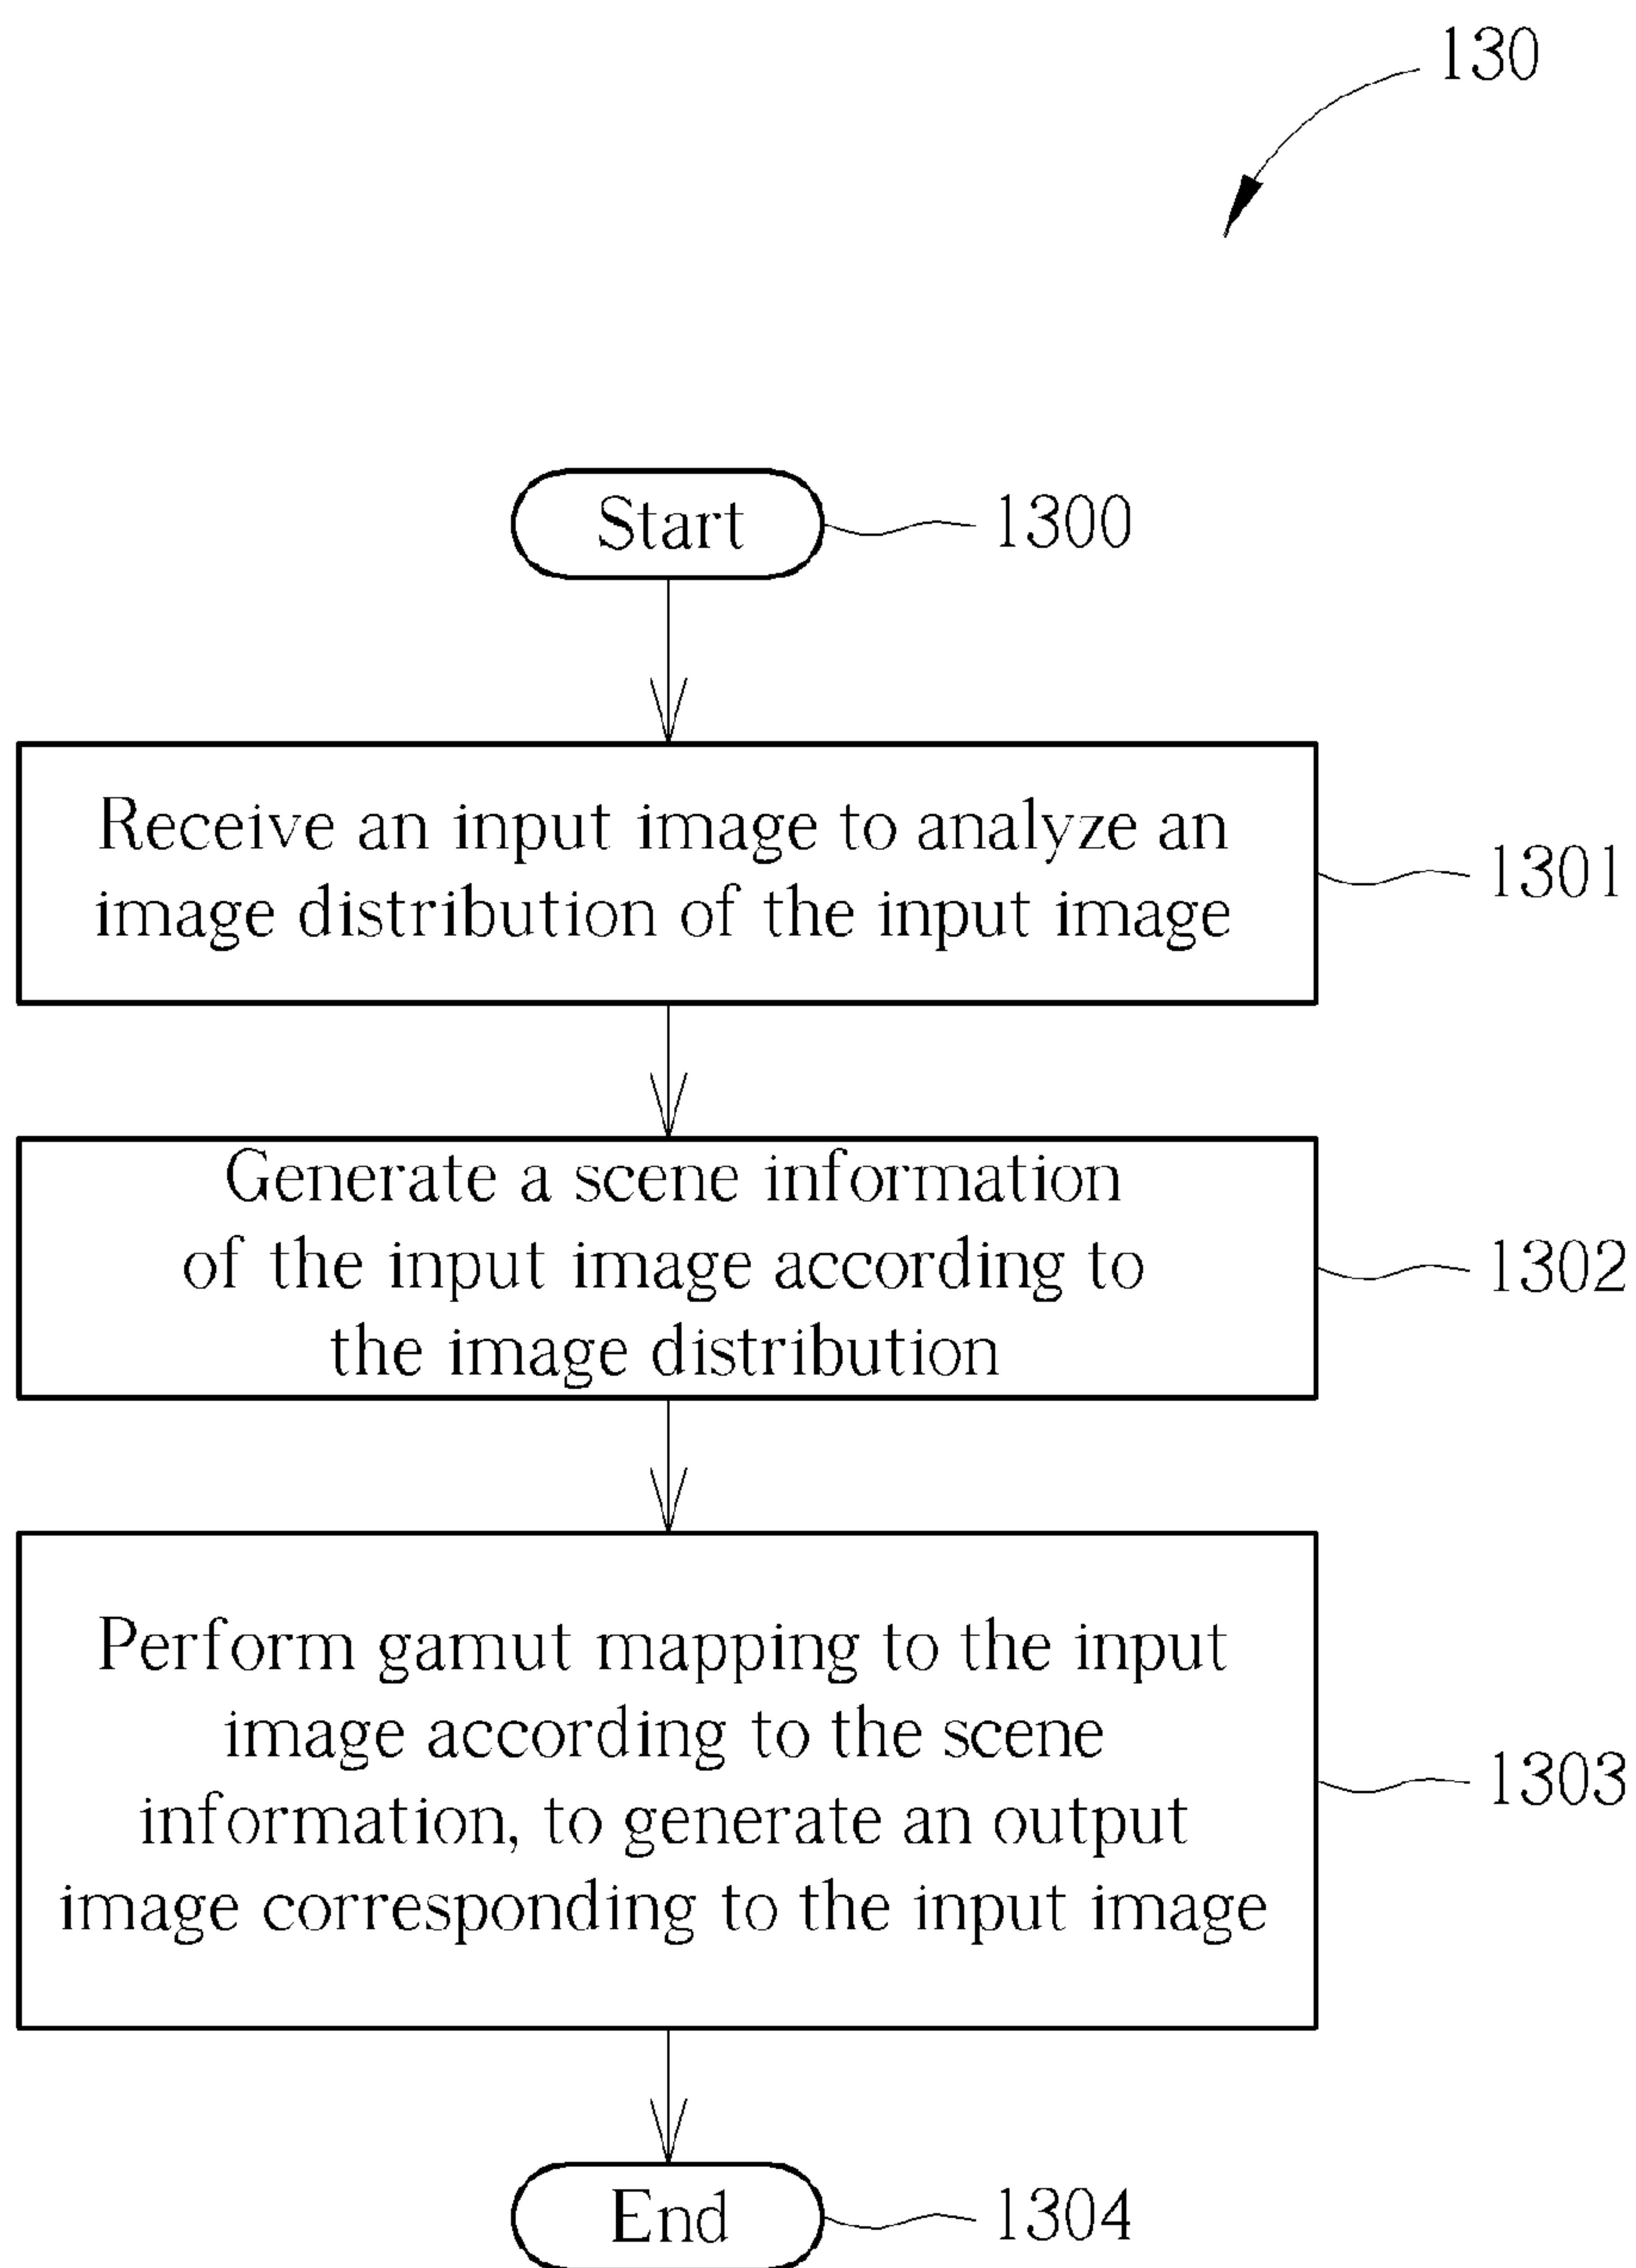 130
Start
1300
Receive an input image to analyze an
image distribution of the input image
1301
Generate a scene information
of the input image according to
the image distribution
1302
Perform gamut mapping to the input
image according to the scene
information, to generate an output
image corresponding to the input image
1303
End
1304